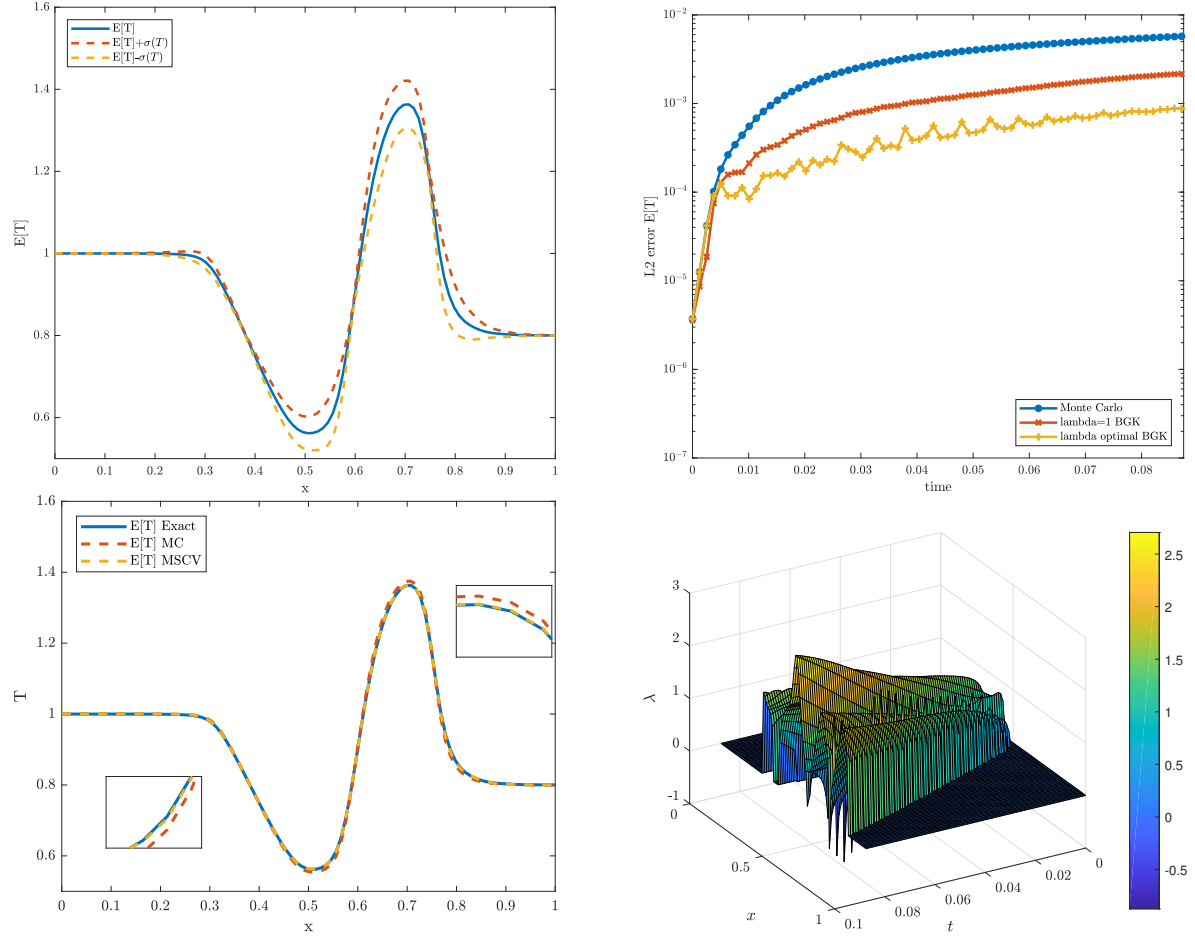 1.6
1.4
1.2
1
0.8
0.6
E[T]
E[T]
E[T]+σ(T)
E[T]-σ(T)
0 0.1 0.2 0.3 0.4 0.5 0.6 0.7 0.8 0.9 1
x
10⁻²
10⁻³
10⁻⁴
10⁻⁵
10⁻⁶
10⁻⁷
L2 error E[T]
Monte Carlo
lambda=1 BGK
lambda optimal BGK
0 0.01 0.02 0.03 0.04 0.05 0.06 0.07 0.08
time
1.6
1.4
1.2
1
0.8
0.6
T
E[T] Exact
E[T] MC
E[T] MSCV
0 0.1 0.2 0.3 0.4 0.5 0.6 0.7 0.8 0.9 1
x
3
2
1
0
-1
λ
0
0.5
1
x
0.1 0.08 0.06 0.04 0.02 0
t
2.5
2
1.5
1
0.5
0
-0.5